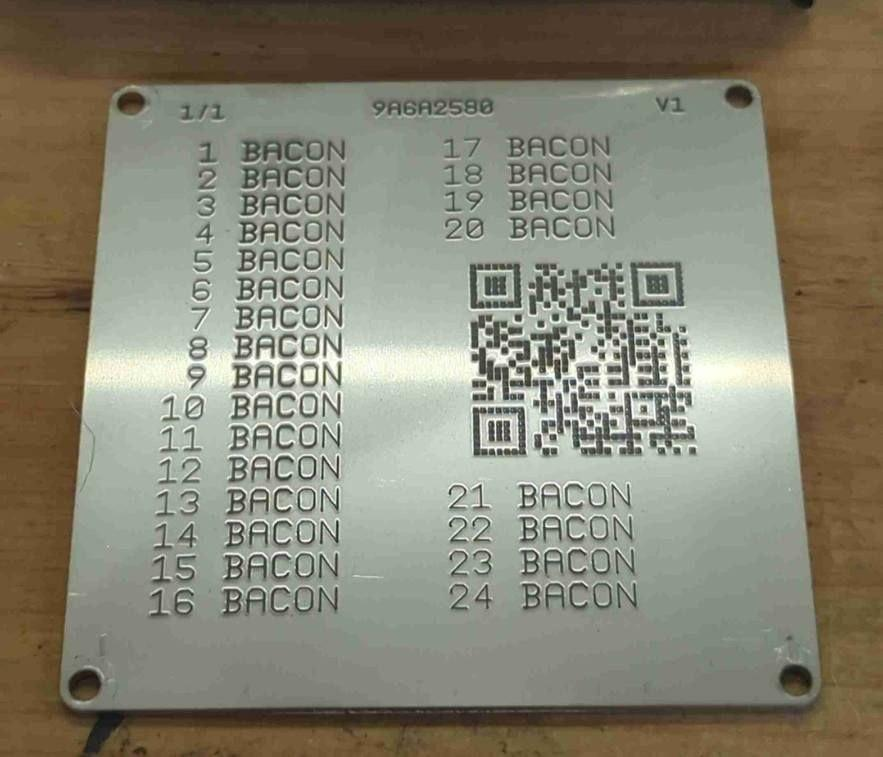 1/1 9A6A2580 V1
1 BACON
2 BACON
3 BACON
4 BACON
5 BACON
6 BACON
7 BACON
8 BACON
9 BACON
10 BACON
11 BACON
12 BACON
13 BACON
14 BACON
15 BACON
16 BACON
17 BACON
18 BACON
19 BACON
20 BACON
21 BACON
22 BACON
23 BACON
24 BACON